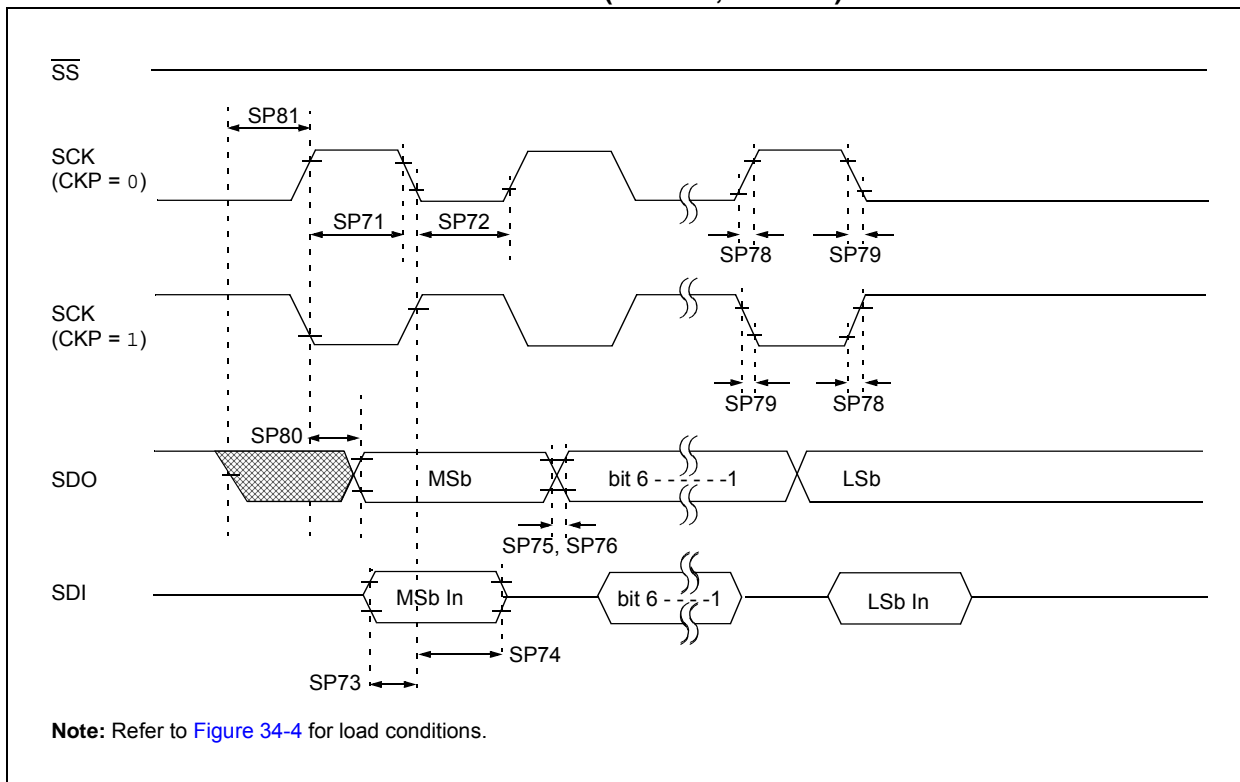 SS
SP81
SCK
(CKP = 0)
SP71
SP72
SP78
SP79
SCK
(CKP = 1)
SP79
SP78
SP80
SDO
MSb
bit 6 - - - - - -1
LSb
SP75, SP76
SDI
MSb In
bit 6 - - - - -1
LSb In
SP74
SP73
Note: Refer to Figure 34-4 for load conditions.